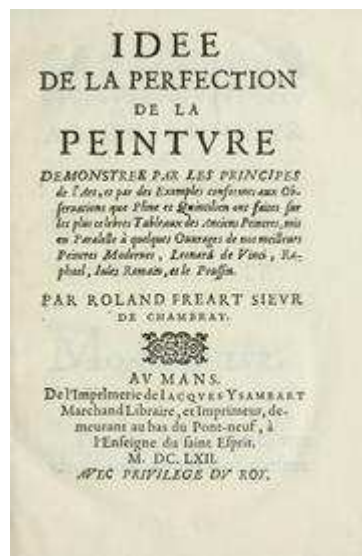 IDEE
DE LA PERFECTION
DE LA
PEINTVRE
DEMONSTRE'E PAR LES PRINCIPES
de l'Art, et par des Exemples conformes aux Ob-
servations que Pline et Quintilien ont faites sur
les plus celebres Tableaux des Anciens Peintres, mis
en Paralelle à quelques Ouvrages de nos meilleurs
Peintres Modernes, Leonard de Vinci, Ra-
phael, Jules Romain, et le Poussin.
PAR ROLAND FREART SIEVR
DE CHAMBRAY.
AV MANS.
De l'Imprimerie de IACQVES YSAMBART
Marchand Libraire, et Imprimeur, de-
meurant au bas du Pont-neuf, à
l'Enseigne du saint Esprit.
M. DC. LXII.
AVEC PRIVILEGE DV ROY.